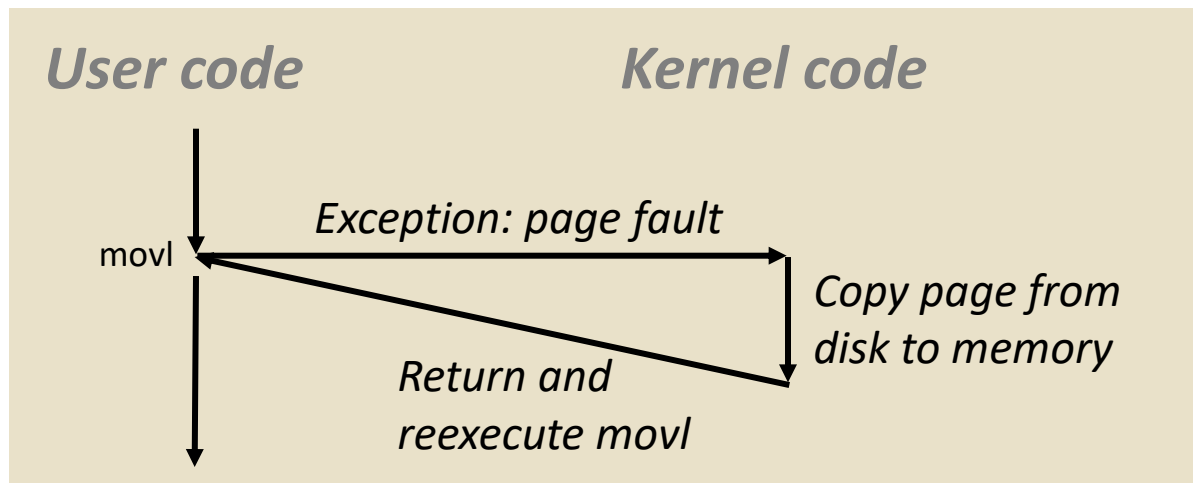 User code
Kernel code
Exception: page fault
movl
Copy page from
disk to memory
Return and
reexecute movl